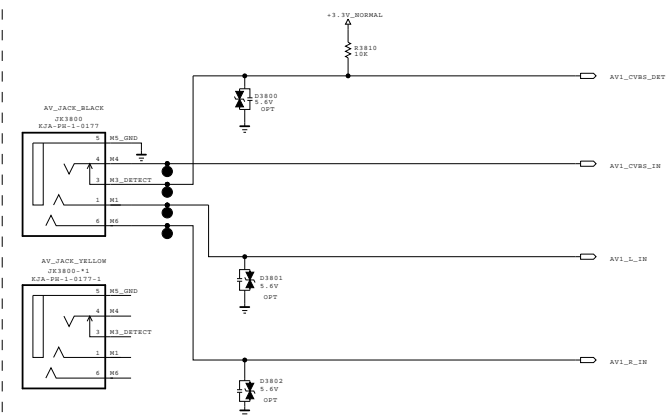 +3.3V_NORMAL
R3810
10K
AV1_CVBS_DET
D3800
5.6V
OPT
AV_JACK_BLACK
JK3800
KJA-PH-1-0177
5 M5_GND
4 M4
AV1_CVBS_IN
3 M3_DETECT
1 M1
6 M6
AV1_L_IN
AV_JACK_YELLOW
JK3800-*1
KJA-PH-1-0177-1
D3801
5.6V
OPT
5 M5_GND
4 M4
3 M3_DETECT
1 M1
AV1_R_IN
6 M6
D3802
5.6V
OPT